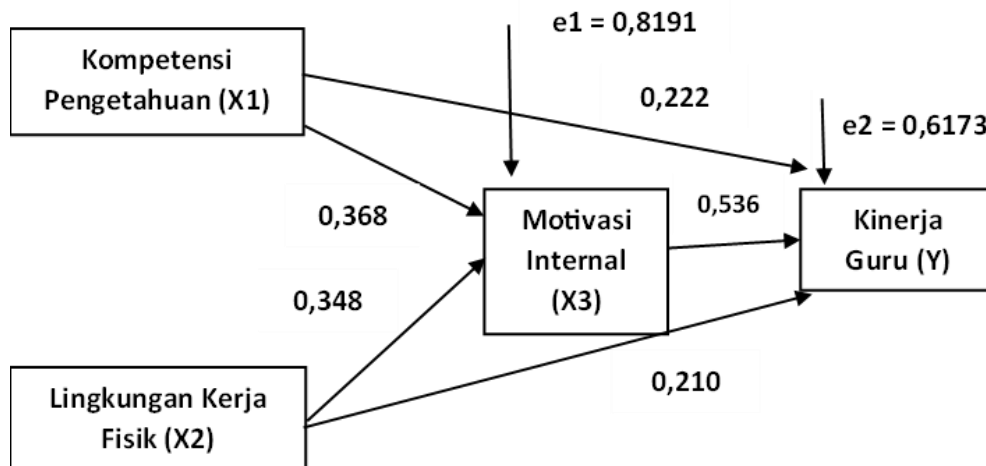 e1 = 0,8191
Kompetensi
Pengetahuan (X1)
0,222
e2 = 0,6173
0,368
Motivasi
Internal
(X3)
0,536
Kinerja
Guru (Y)
0,348
0,210
Lingkungan Kerja
Fisik (X2)